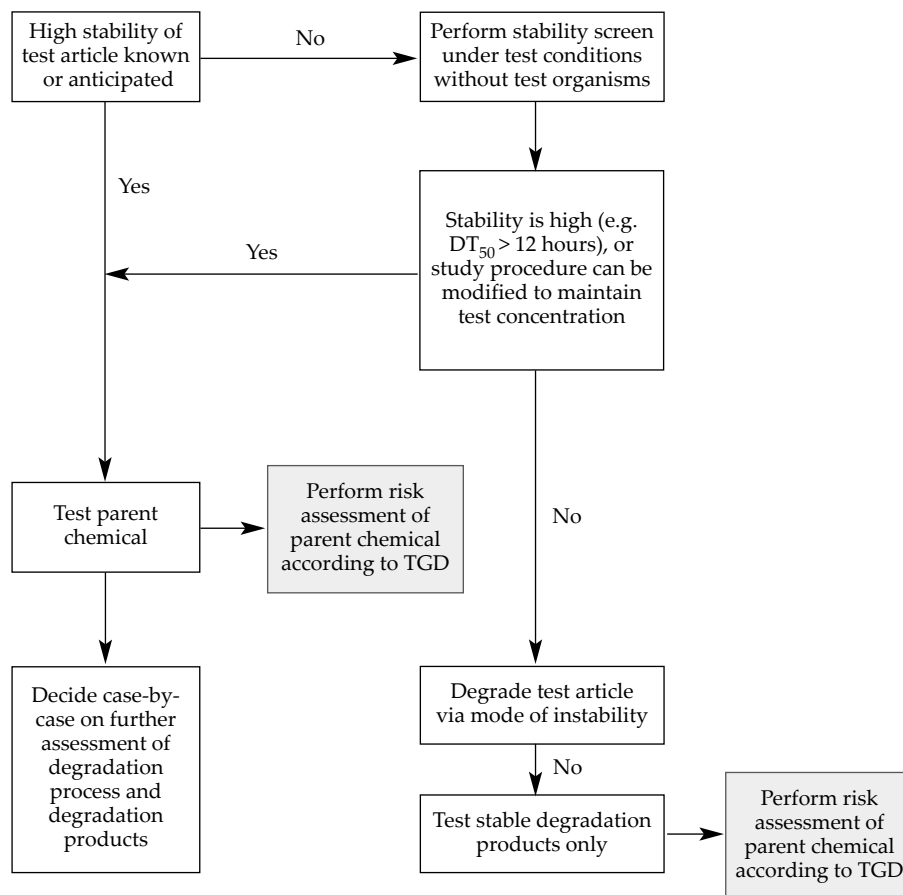 High stability of
test article known
or anticipated
No
Perform stability screen
under test conditions
without test organisms
Yes
Stability is high (e.g.
DT50 > 12 hours), or
study procedure can be
modified to maintain
test concentration
Yes
Test parent
chemical
Perform risk
assessment of
parent chemical
according to TGD
No
Decide case-by-
case on further
assessment of
degradation
process and
degradation
products
Degrade test article
via mode of instability
No
Test stable degradation
products only
Perform risk
assessment of
parent chemical
according to TGD